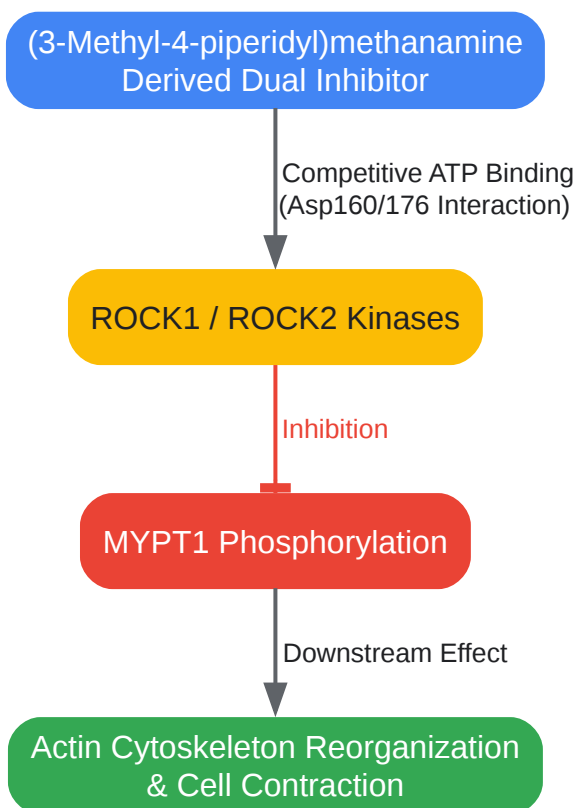 (3-Methyl-4-piperidyl)methanamine
Derived Dual Inhibitor
Competitive ATP Binding
(Asp160/176 Interaction)
ROCK1 / ROCK2 Kinases
Inhibition
MYPT1 Phosphorylation
Downstream Effect
Actin Cytoskeleton Reorganization
& Cell Contraction